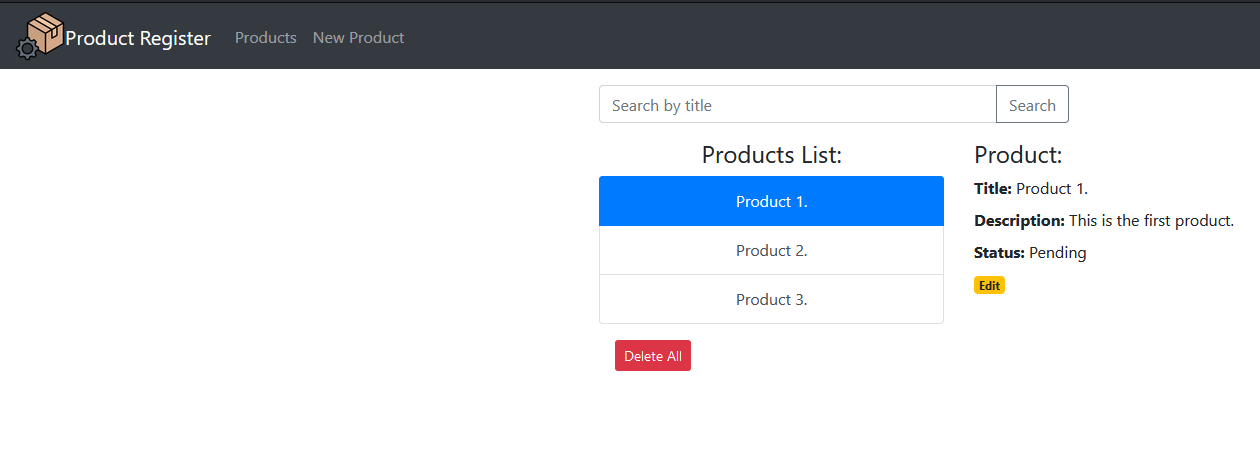 Product Register Products New Product
Search by title Search
Products List:
Product 1.
Product 2.
Product 3.
Delete All
Product:
Title: Product 1.
Description: This is the first product.
Status: Pending
Edit